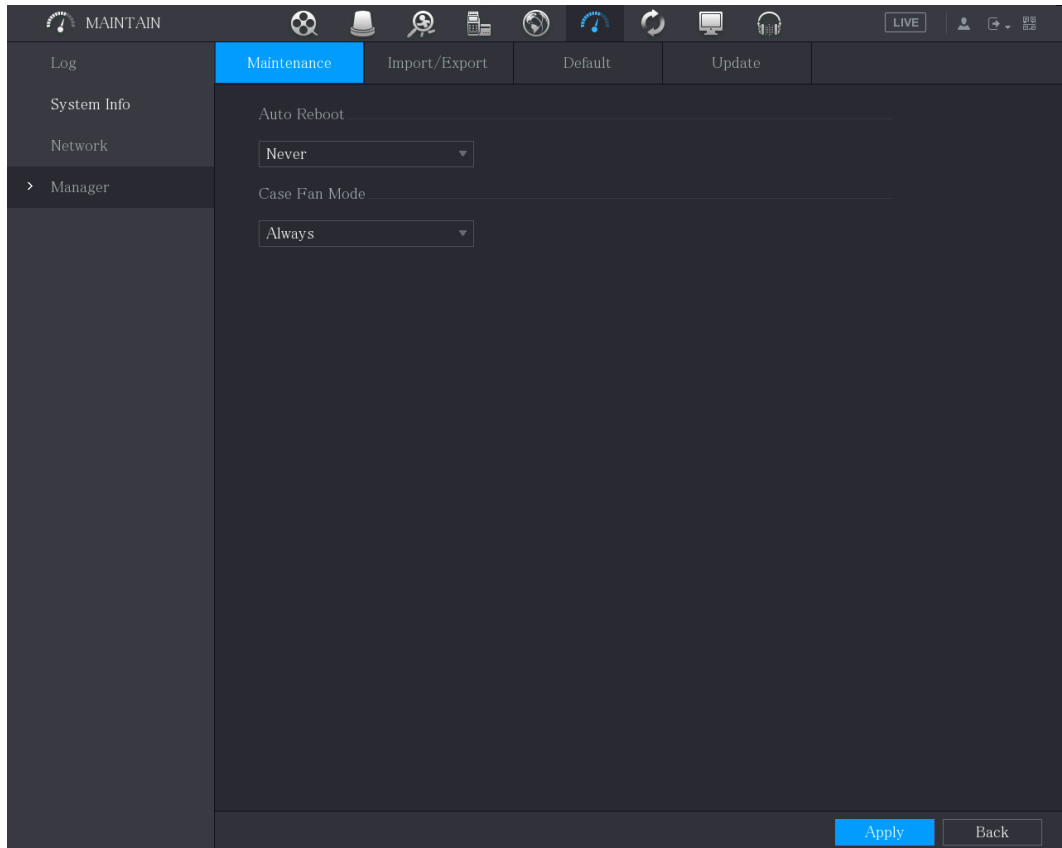 MAINTAIN
LIVE
Log
System Info
Network
Manager
Maintenance
Import/Export
Default
Update
Auto Reboot
Never
Case Fan Mode
Always
Apply
Back